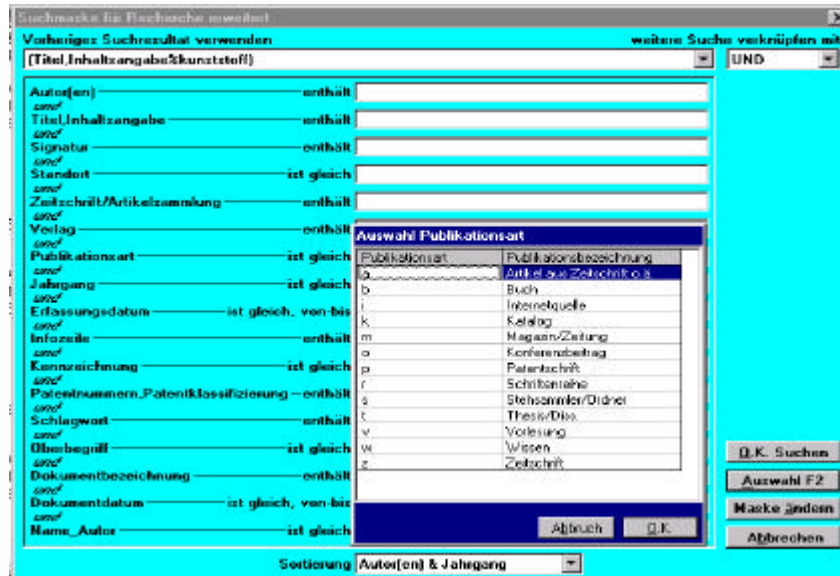 Suchmaske für Recherche erweitert
Vorheriges Suchresultat verwenden weitere Suche verknüpfen mit
(Titel,Inhaltsangabe%kunststoff) UND
Autor(en) enthält
und
Titel,Inhaltsangabe enthält
und
Signatur enthält
und
Standort ist gleich
und
Zeitschrift/Artikelsammlung enthält
und
Verlag enthält
und
Publikationsart ist gleich
und
Jahrgang ist gleich
und
Erfassungsdatum ist gleich, von-bis
und
Infozeile enthält
und
Kennzeichnung ist gleich
und
Patentnummern,Patentklassifizierung enthält
und
Schlagwort enthält
und
Oberbegriff ist gleich
und
Dokumentbezeichnung enthält
und
Dokumentdatum ist gleich, von-bis
und
Name_Autor ist gleich
Auswahl Publikationsart
Publikationsart Publikationsbezeichnung
a Artikel aus Zeitschrift o.ä.
b Buch
i Internetquelle
k Katalog
m Magazin/Zeitung
o Konferenzbeitrag
p Patentschrift
r Schriftenreihe
s Stehsammler/Ordner
t Thesis/Diss.
v Vorlesung
w Wissen
z Zeitschrift
Abbruch O.K.
O.K. Suchen
Auswahl F2
Maske ändern
Abbrechen
Sortierung Autor(en) & Jahrgang